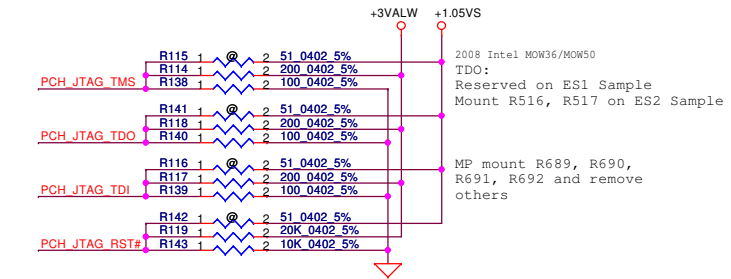 +3VALW +1.05VS
R115 1 @ 2 51_0402_5%
R114 1 2 200_0402_5%
PCH_JTAG_TMS R138 1 2 100_0402_5%
R141 1 @ 2 51_0402_5%
R118 1 2 200_0402_5%
PCH_JTAG_TDO R140 1 2 100_0402_5%
R116 1 @ 2 51_0402_5%
R117 1 2 200_0402_5%
PCH_JTAG_TDI R139 1 2 100_0402_5%
R142 1 @ 2 51_0402_5%
R119 1 2 20K_0402_5%
PCH_JTAG_RST# R143 1 2 10K_0402_5%
2008 Intel MOW36/MOW50
TDO:
Reserved on ES1 Sample
Mount R516, R517 on ES2 Sample
MP mount R689, R690,
R691, R692 and remove
others